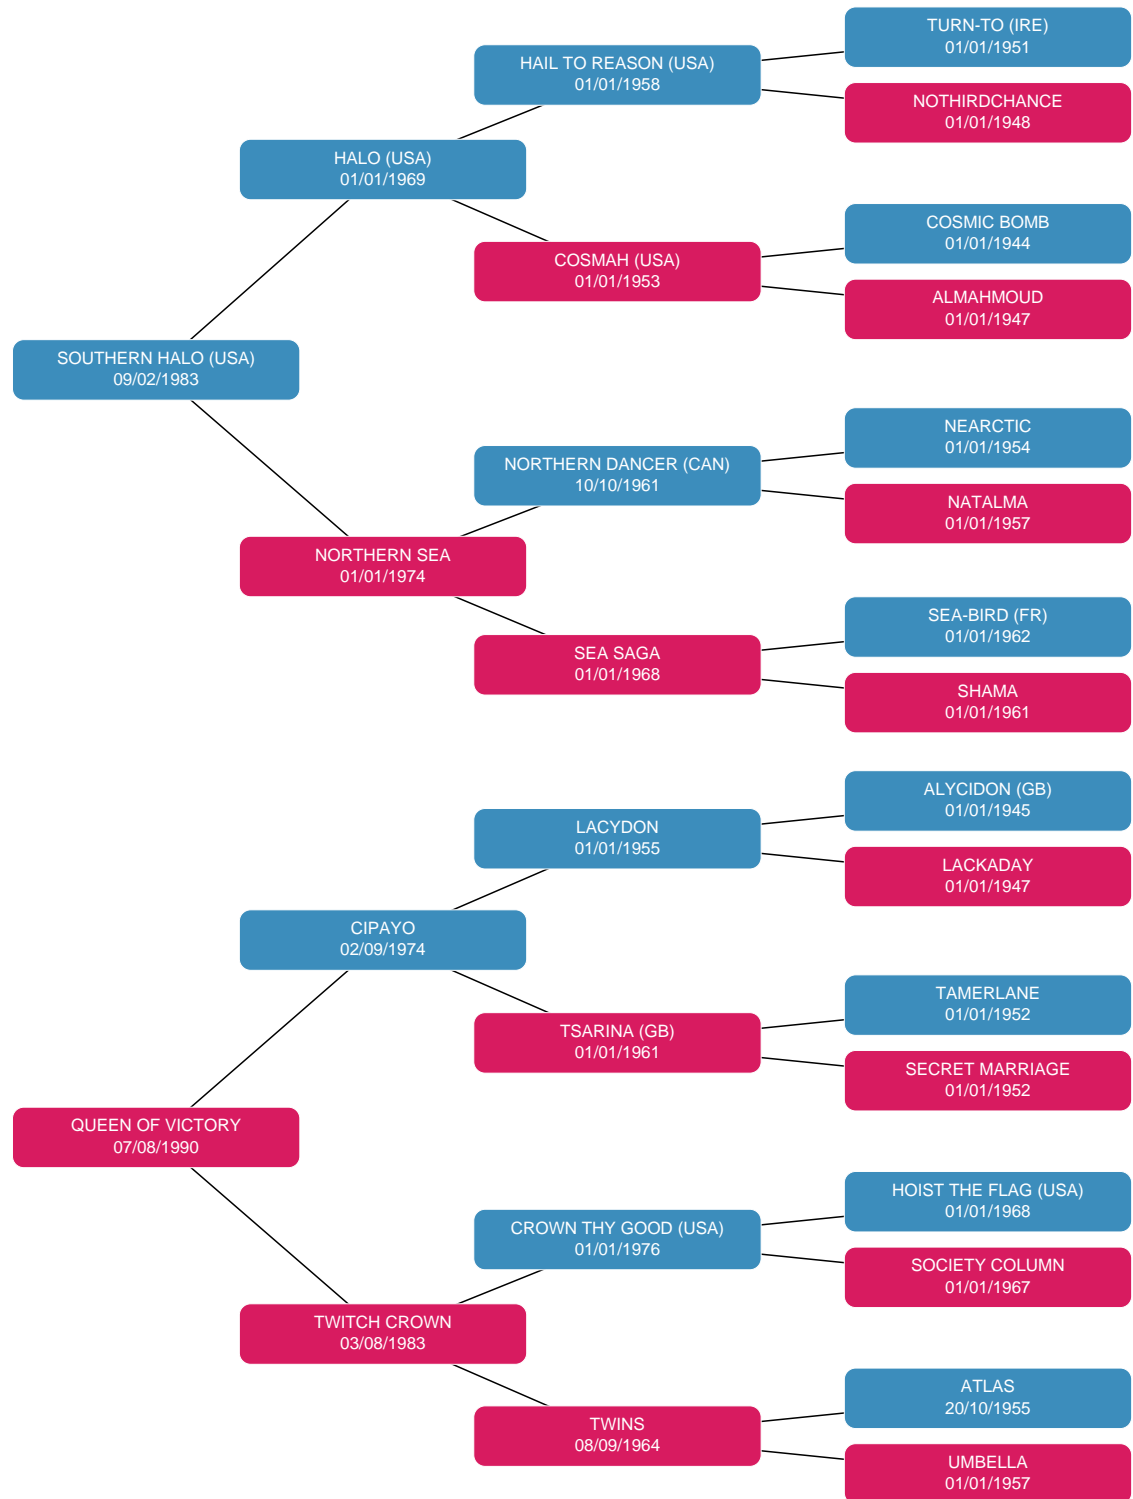 TURN-TO (IRE)
01/01/1951
HAIL TO REASON (USA)
01/01/1958
NOTHIRDCHANCE
01/01/1948
HALO (USA)
01/01/1969
COSMIC BOMB
01/01/1944
COSMAH (USA)
01/01/1953
ALMAHMOUD
01/01/1947
SOUTHERN HALO (USA)
09/02/1983
NEARCTIC
01/01/1954
NORTHERN DANCER (CAN)
10/10/1961
NATALMA
01/01/1957
NORTHERN SEA
01/01/1974
SEA-BIRD (FR)
01/01/1962
SEA SAGA
01/01/1968
SHAMA
01/01/1961
ALYCIDON (GB)
01/01/1945
LACYDON
01/01/1955
LACKADAY
01/01/1947
CIPAYO
02/09/1974
TAMERLANE
01/01/1952
TSARINA (GB)
01/01/1961
SECRET MARRIAGE
01/01/1952
QUEEN OF VICTORY
07/08/1990
HOIST THE FLAG (USA)
01/01/1968
CROWN THY GOOD (USA)
01/01/1976
SOCIETY COLUMN
01/01/1967
TWITCH CROWN
03/08/1983
ATLAS
20/10/1955
TWINS
08/09/1964
UMBELLA
01/01/1957